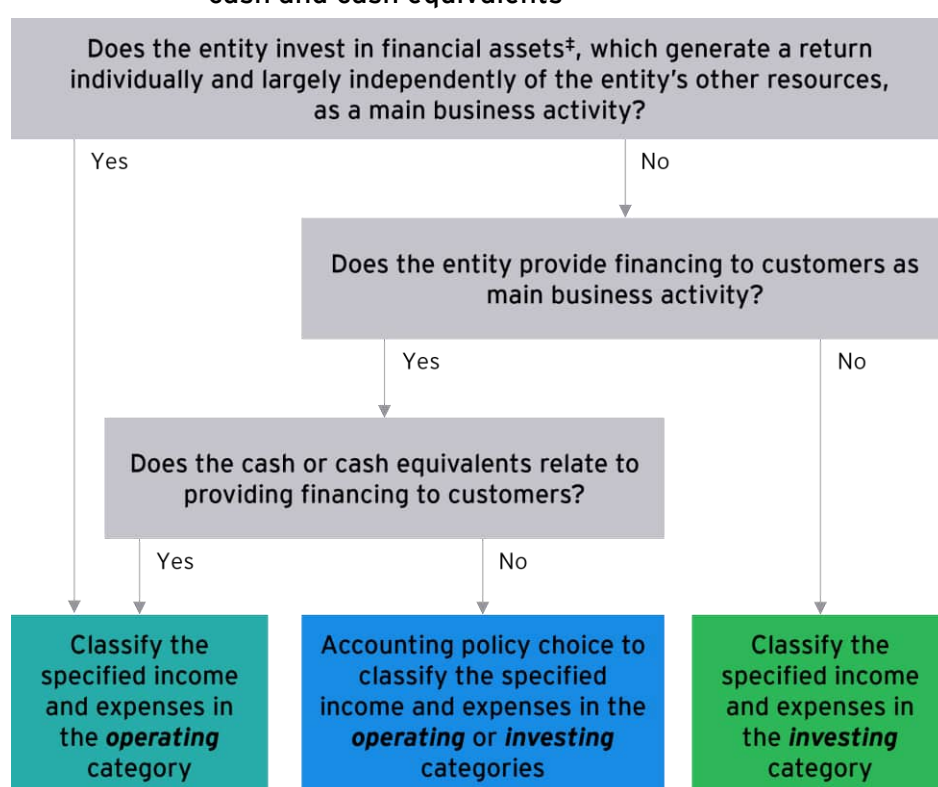 cash and cash equivalents
Does the entity invest in financial assets‡, which generate a return
individually and largely independently of the entity's other resources,
as a main business activity?
Yes
No
Does the entity provide financing to customers as
main business activity?
Yes
No
Does the cash or cash equivalents relate to
providing financing to customers?
Yes
No
Classify the
specified income
and expenses in
the operating
category
Accounting policy choice to
classify the specified
income and expenses in the
operating or investing
categories
Classify the
specified income
and expenses in
the investing
category